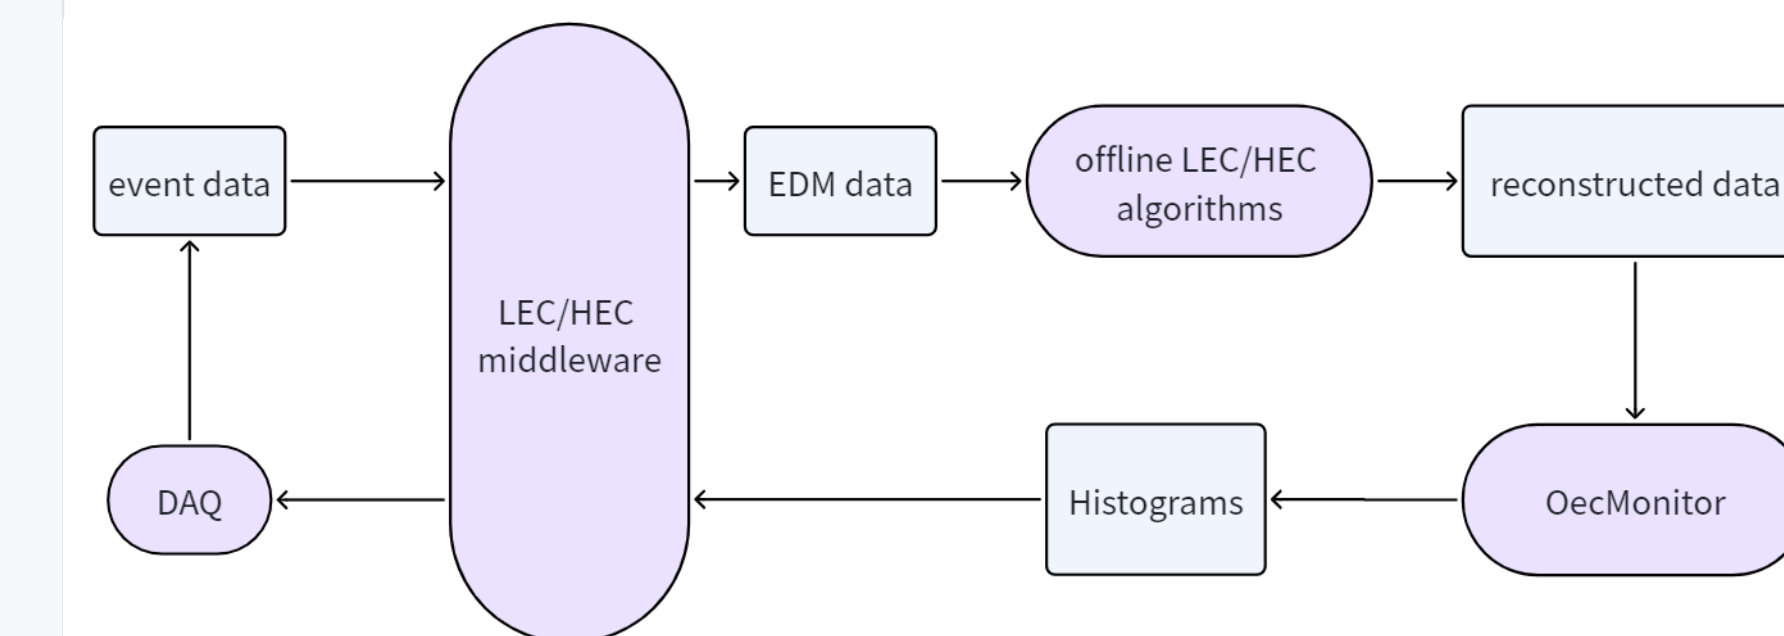 event data
EDM data
offline LEC/HEC
algorithms
reconstructed data
LEC/HEC
middleware
DAQ
Histograms
OecMonitor